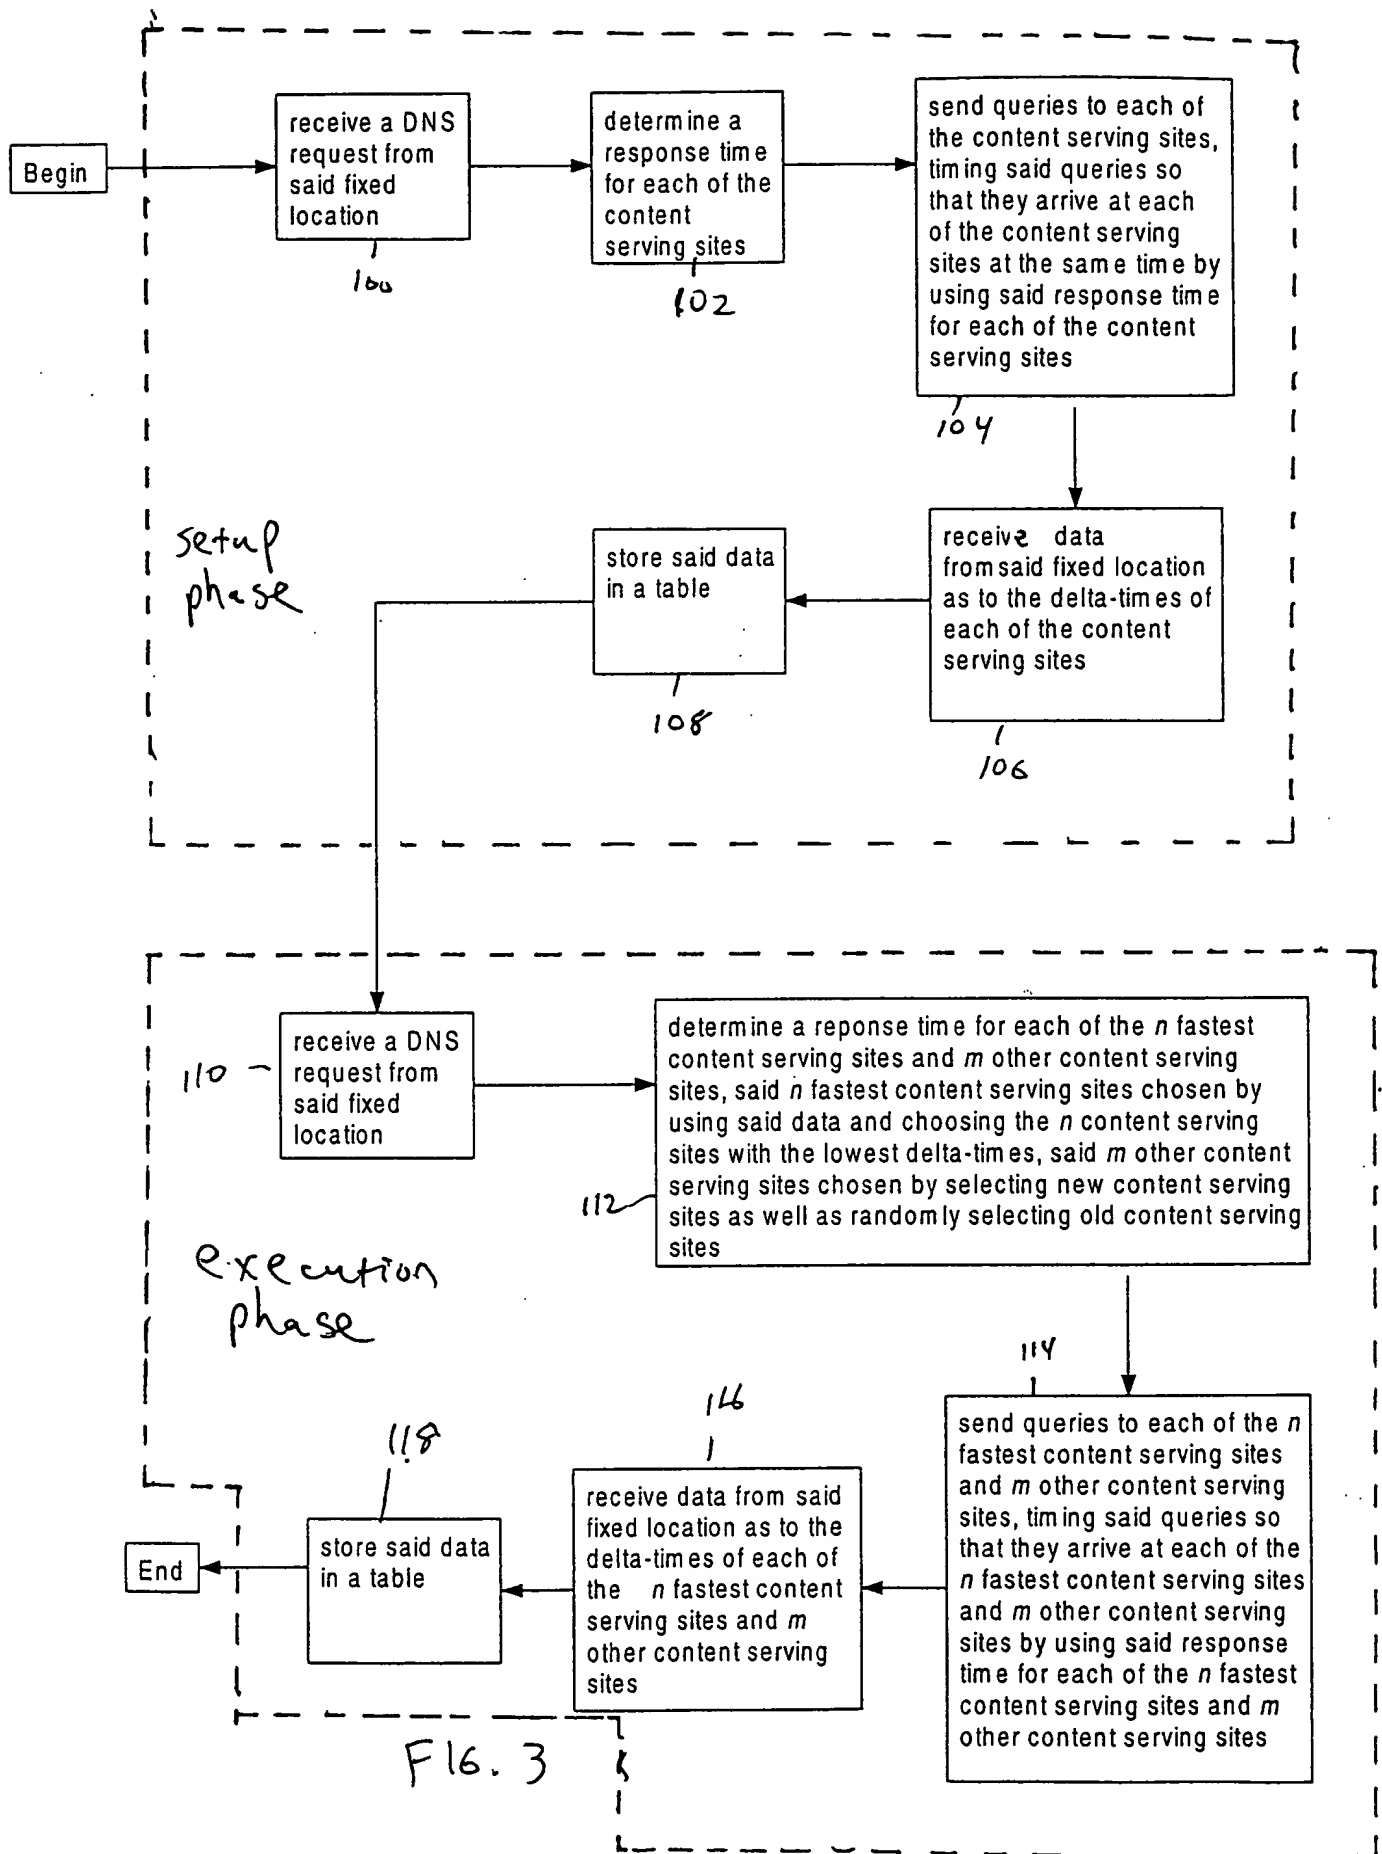 Begin
receive a DNS
request from
said fixed
location
100
determine a
response time
for each of the
content
serving sites
102
send queries to each of
the content serving sites,
timing said queries so
that they arrive at each
of the content serving
sites at the same time by
using said response time
for each of the content
serving sites
104
setup
phase
store said data
in a table
108
receive data
from said fixed location
as to the delta-times of
each of the content
serving sites
106
110
receive a DNS
request from
said fixed
location
determine a reponse time for each of the n fastest
content serving sites and m other content serving
sites, said n fastest content serving sites chosen by
using said data and choosing the n content serving
sites with the lowest delta-times, said m other content
serving sites chosen by selecting new content serving
sites as well as randomly selecting old content serving
sites
112
execution
phase
114
send queries to each of the n
fastest content serving sites
and m other content serving
sites, timing said queries so
that they arrive at each of the
n fastest content serving sites
and m other content serving
sites by using said response
time for each of the n fastest
content serving sites and m
other content serving sites
116
receive data from said
fixed location as to the
delta-times of each of
the n fastest content
serving sites and m
other content serving
sites
118
store said data
in a table
End
FIG. 3